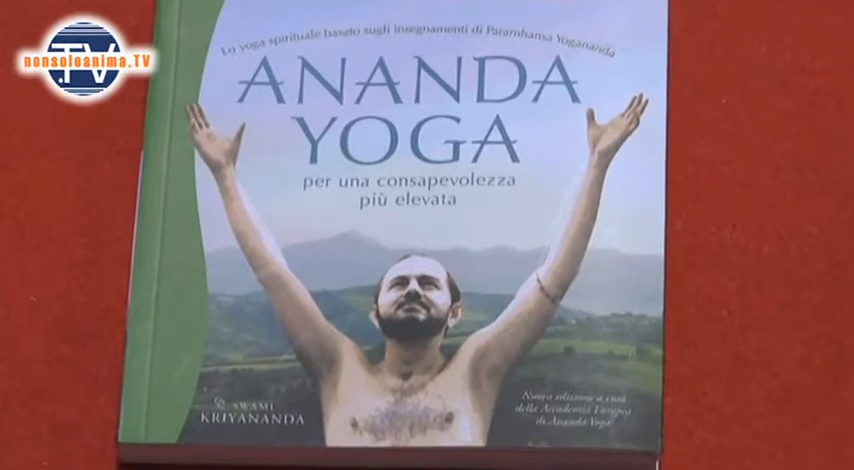 TV
nonsoloanima.TV
Lo yoga spirituale basato sugli insegnamenti di Paramhansa Yogananda
ANANDA
YOGA
per una consapevolezza
più elevata
SWAMI
KRIYANANDA
Nuova edizione a cura
della Accademia Europea
di Ananda Yoga